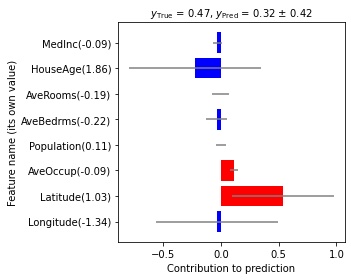 y_True = 0.47, y_Pred = 0.32 ± 0.42
Feature name (its own value)
MedInc(-0.09)
HouseAge(1.86)
AveRooms(-0.19)
AveBedrms(-0.22)
Population(0.11)
AveOccup(-0.09)
Latitude(1.03)
Longitude(-1.34)
−0.5 0.0 0.5 1.0
Contribution to prediction